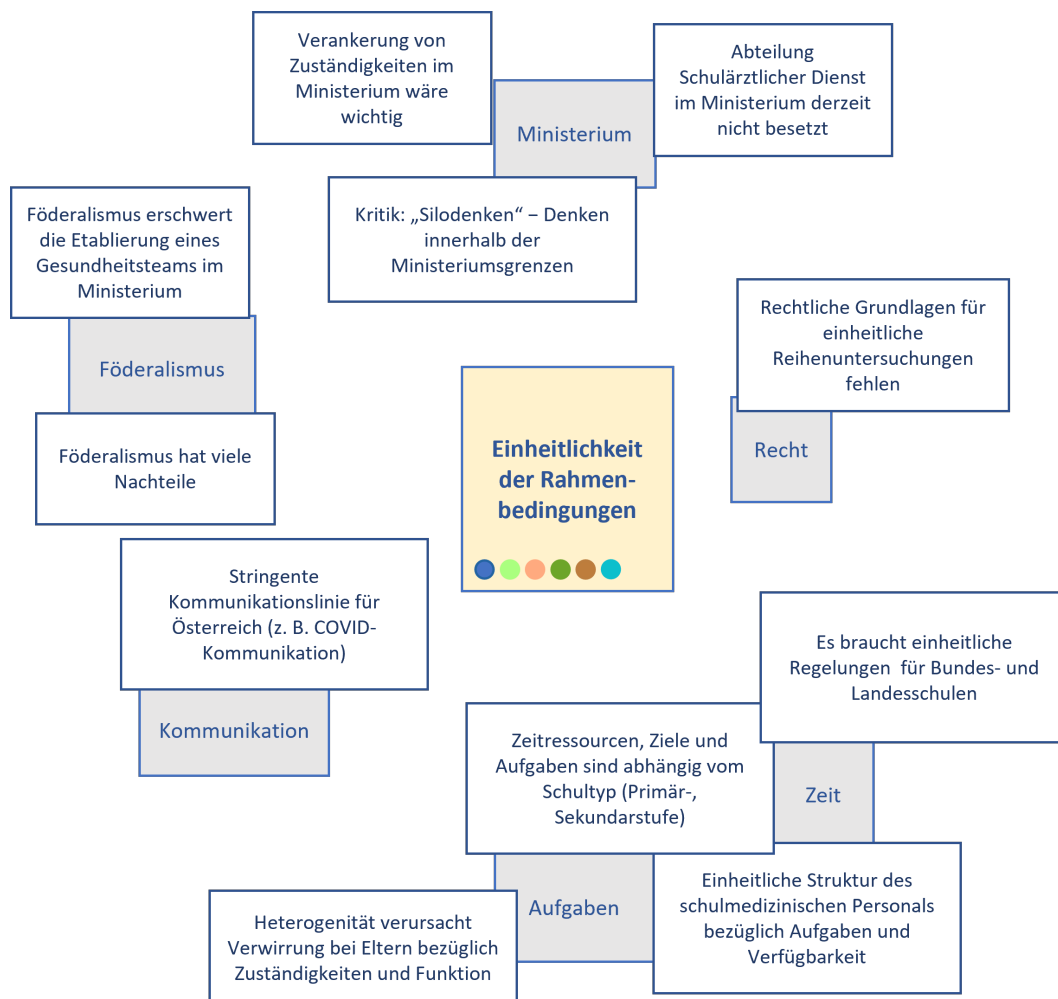 Verankerung von
Zuständigkeiten im
Ministerium wäre
wichtig
Abteilung
Schulärztlicher Dienst
im Ministerium derzeit
nicht besetzt
Ministerium
Kritik: „Silodenken“ – Denken
innerhalb der
Ministeriumsgrenzen
Föderalismus erschwert
die Etablierung eines
Gesundheitsteams im
Ministerium
Föderalismus
Föderalismus hat viele
Nachteile
Rechtliche Grundlagen für
einheitliche
Reihenuntersuchungen
fehlen
Recht
Einheitlichkeit
der Rahmen-
bedingungen
Stringente
Kommunikationslinie für
Österreich (z. B. COVID-
Kommunikation)
Kommunikation
Es braucht einheitliche
Regelungen  für Bundes- und
Landesschulen
Zeit
Zeitressourcen, Ziele und
Aufgaben sind abhängig vom
Schultyp (Primär-,
Sekundarstufe)
Aufgaben
Einheitliche Struktur des
schulmedizinischen Personals
bezüglich Aufgaben und
Verfügbarkeit
Heterogenität verursacht
Verwirrung bei Eltern bezüglich
Zuständigkeiten und Funktion